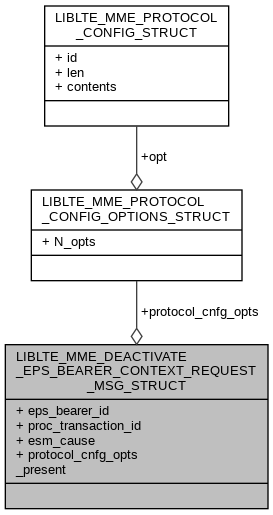 LIBLTE_MME_PROTOCOL
_CONFIG_STRUCT
+ id
+ len
+ contents
+opt
LIBLTE_MME_PROTOCOL
_CONFIG_OPTIONS_STRUCT
+ N_opts
+protocol_cnfg_opts
LIBLTE_MME_DEACTIVATE
_EPS_BEARER_CONTEXT_REQUEST
_MSG_STRUCT
+ eps_bearer_id
+ proc_transaction_id
+ esm_cause
+ protocol_cnfg_opts
_present